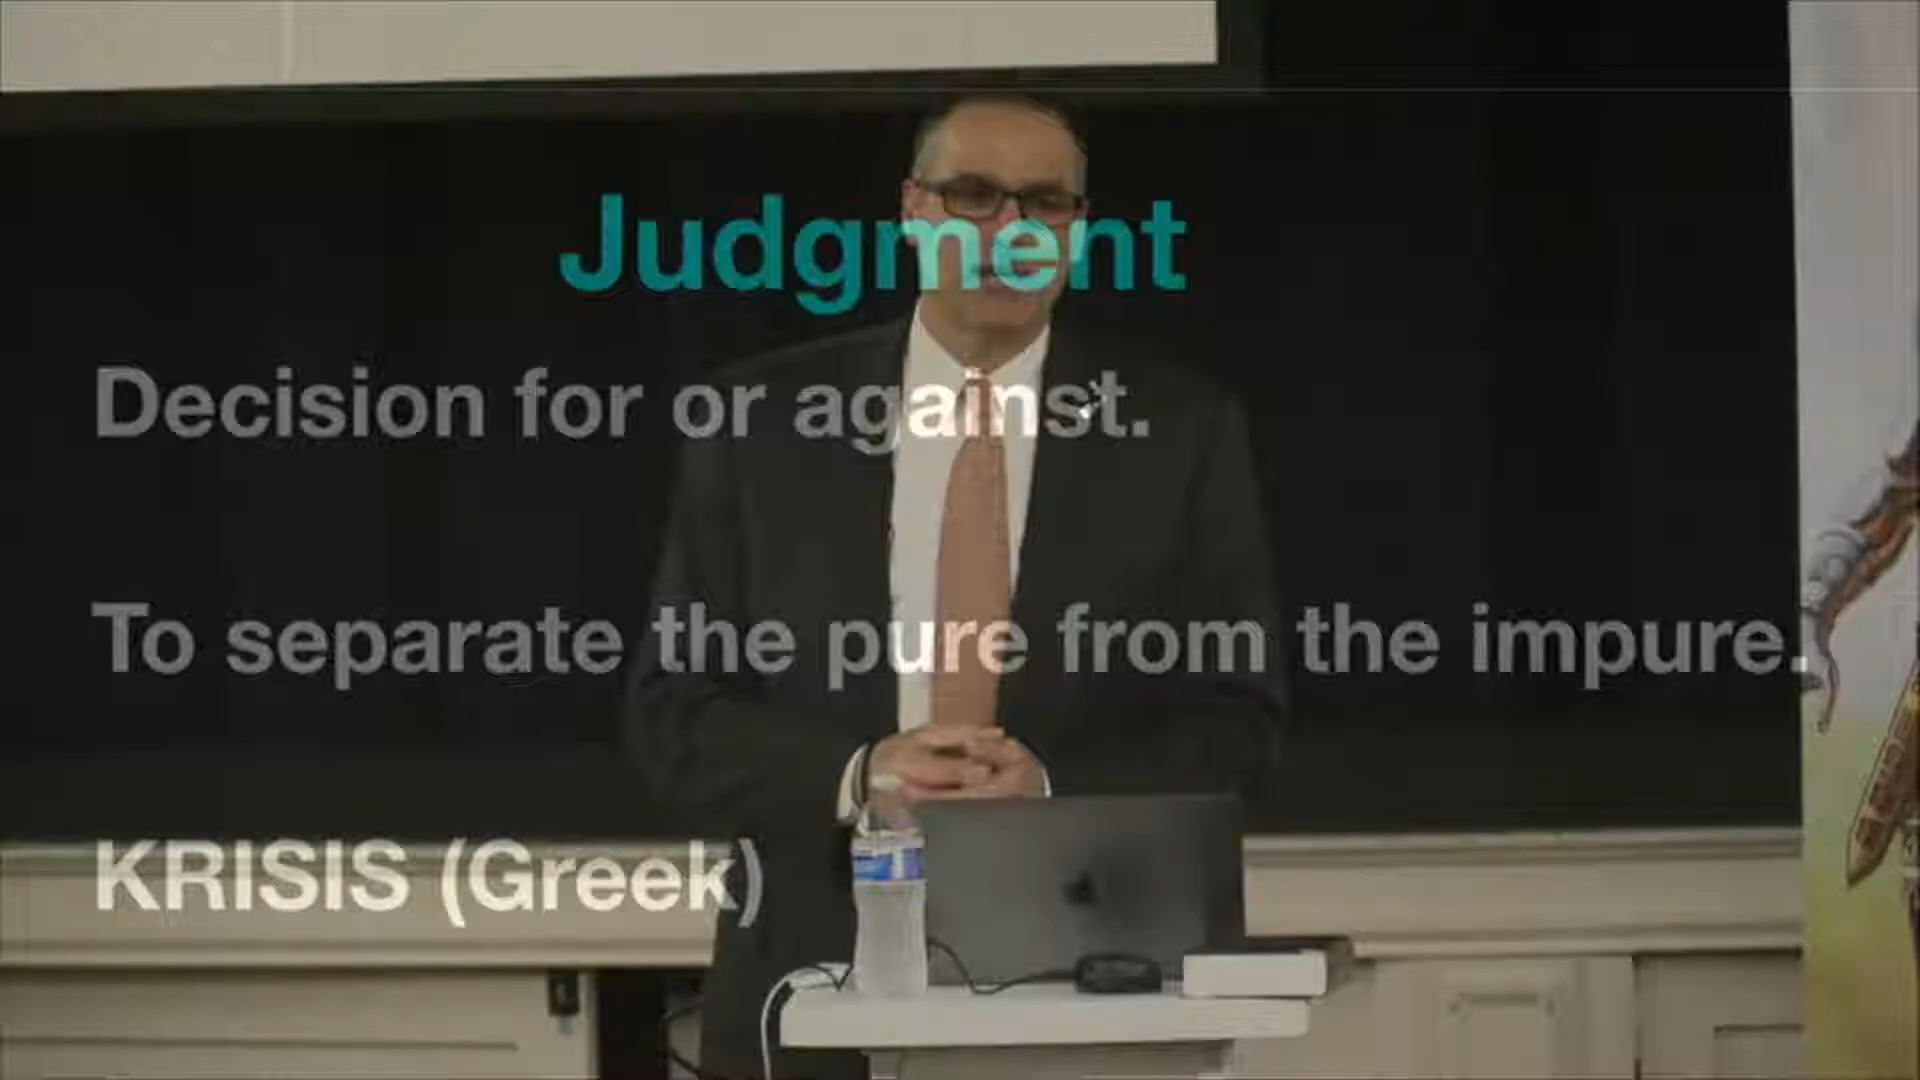 Judgment
Decision for or against.
To separate the pure from the impure.
KRISIS (Greek)